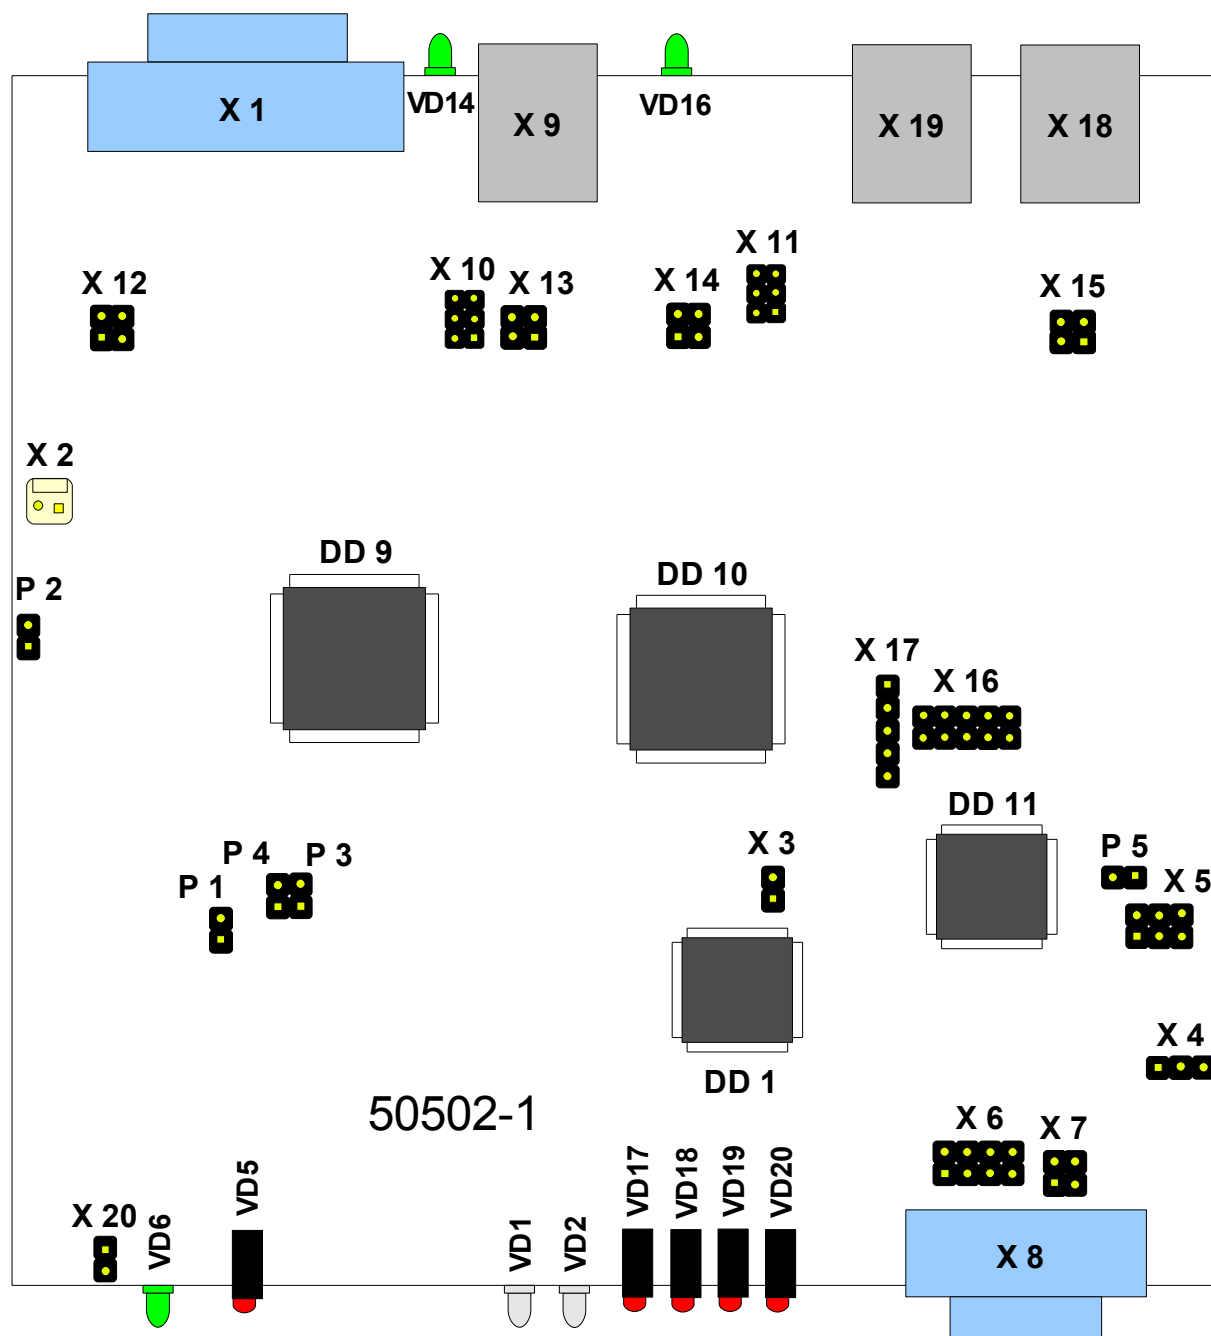 X 1
VD14
X 9
VD16
X 19
X 18
X 12
X 10
X 13
X 14
X 11
X 15
X 2
P 2
DD 9
DD 10
X 17
X 16
DD 11
P 4
P 3
P 1
X 3
P 5
X 5
X 4
DD 1
50502-1
X 6
X 7
X 20
VD6
VD5
VD1
VD2
VD17
VD18
VD19
VD20
X 8